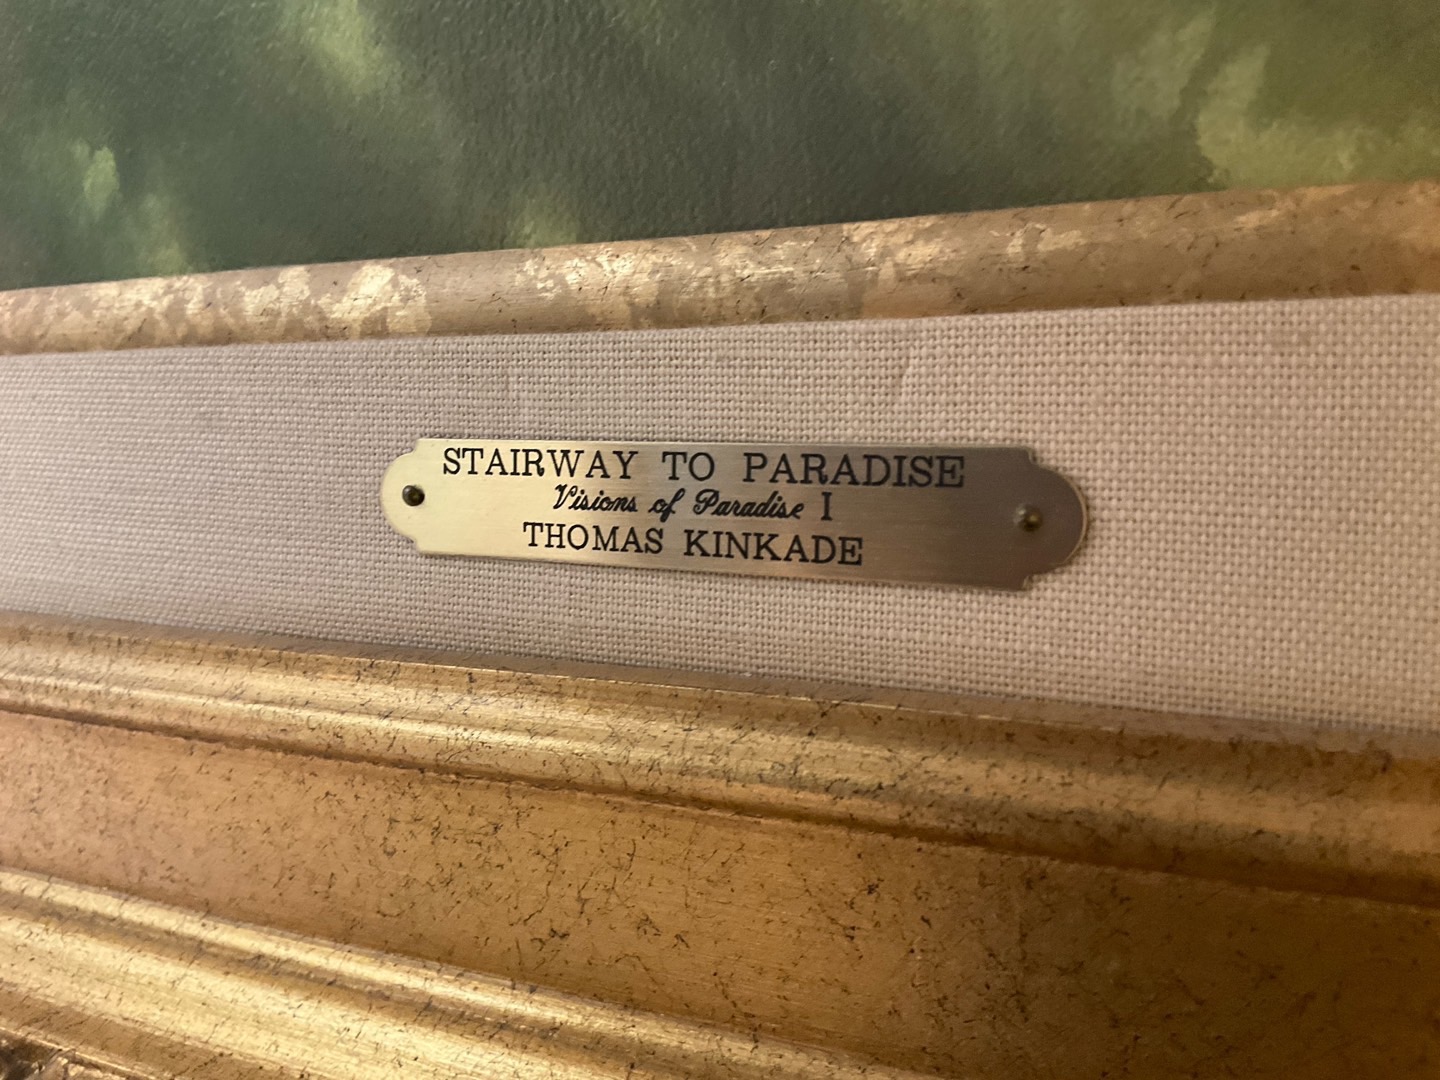 STAIRWAY TO PARADISE
Visions of Paradise I
THOMAS KINKADE